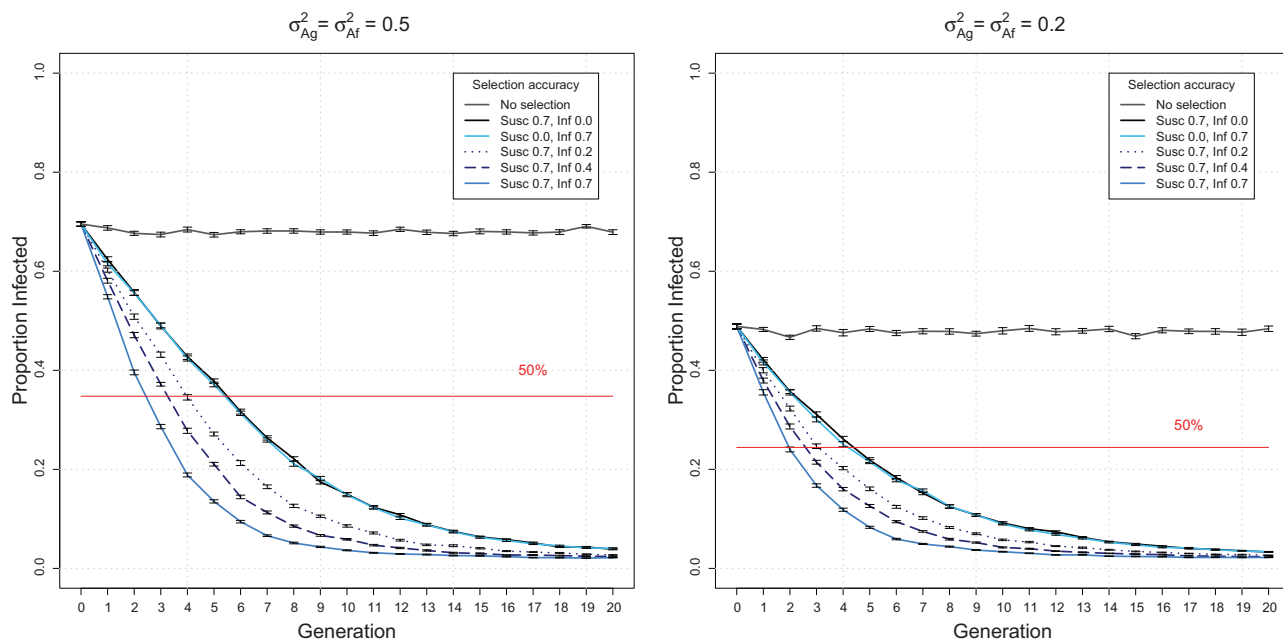 σ²Ag = σ²Af = 0.5
Selection accuracy
No selection
Susc 0.7, Inf 0.0
Susc 0.0, Inf 0.7
Susc 0.7, Inf 0.2
Susc 0.7, Inf 0.4
Susc 0.7, Inf 0.7
50%
Proportion Infected
1.0
0.8
0.6
0.4
0.2
0.0
0 1 2 3 4 5 6 7 8 9 10 11 12 13 14 15 16 17 18 19 20
Generation
σ²Ag = σ²Af = 0.2
Selection accuracy
No selection
Susc 0.7, Inf 0.0
Susc 0.0, Inf 0.7
Susc 0.7, Inf 0.2
Susc 0.7, Inf 0.4
Susc 0.7, Inf 0.7
50%
Proportion Infected
1.0
0.8
0.6
0.4
0.2
0.0
0 1 2 3 4 5 6 7 8 9 10 11 12 13 14 15 16 17 18 19 20
Generation